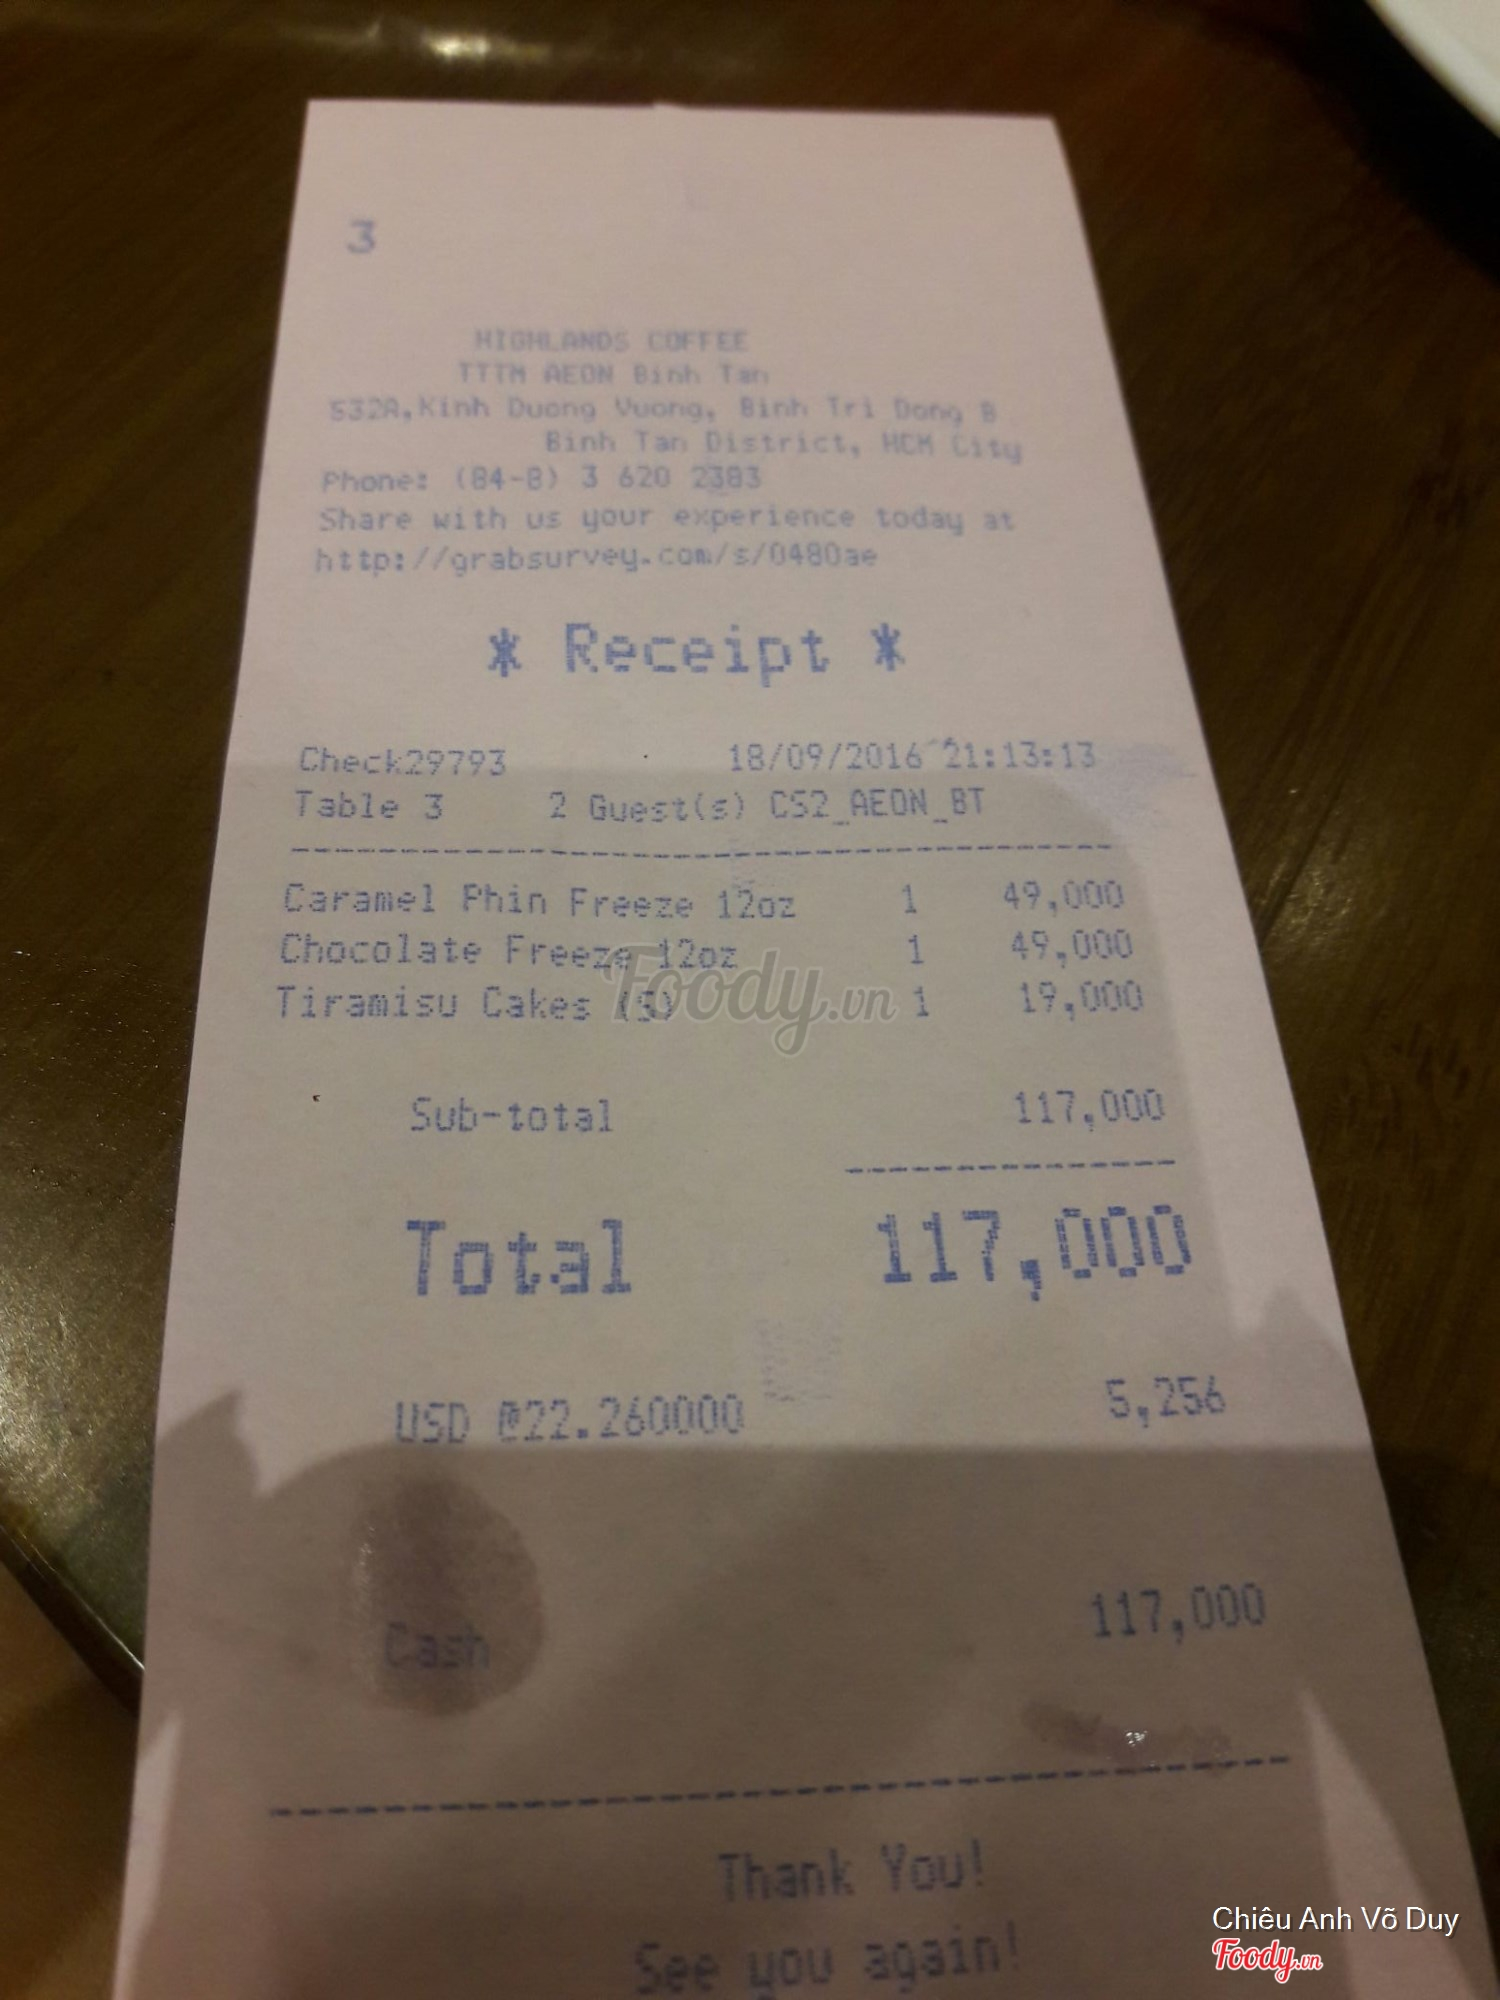 3
HIGHLANDS COFFEE
TTTM AEON Binh Tan
532A,Kinh Duong Vuong, Binh Tri Dong B
Binh Tan District, HCM City
Phone: (84-8) 3 620 2383
Share with us your experience today at
http://grabsurvey.com/s/0480ae
* Receipt *
Check29793 18/09/2016 21:13:13
Table 3 2 Guest(s) CS2_AEON_BT
Caramel Phin Freeze 12oz 1 49,000
Chocolate Freeze 12oz 1 49,000
Tiramisu Cakes (S) 1 19,000
Foody.vn
Sub-total 117,000
Total 117,000
USD @22.260000 5,256
Cash 117,000
Thank You!
See you again!
Chiêu Anh Võ Duy
Foody.vn